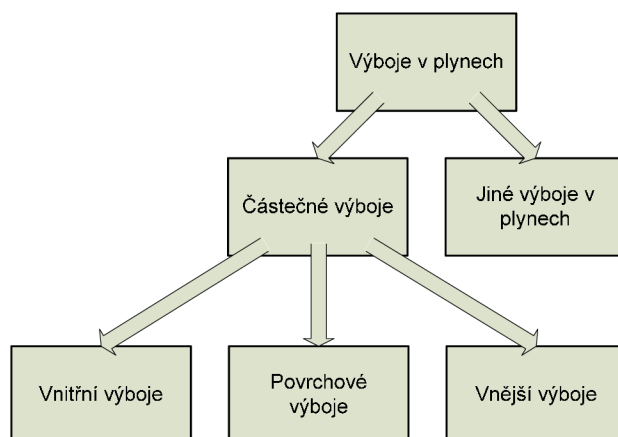 Výboje v plynech
Částečné výboje
Jiné výboje v
plynech
Vnitřní výboje
Povrchové
výboje
Vnější výboje